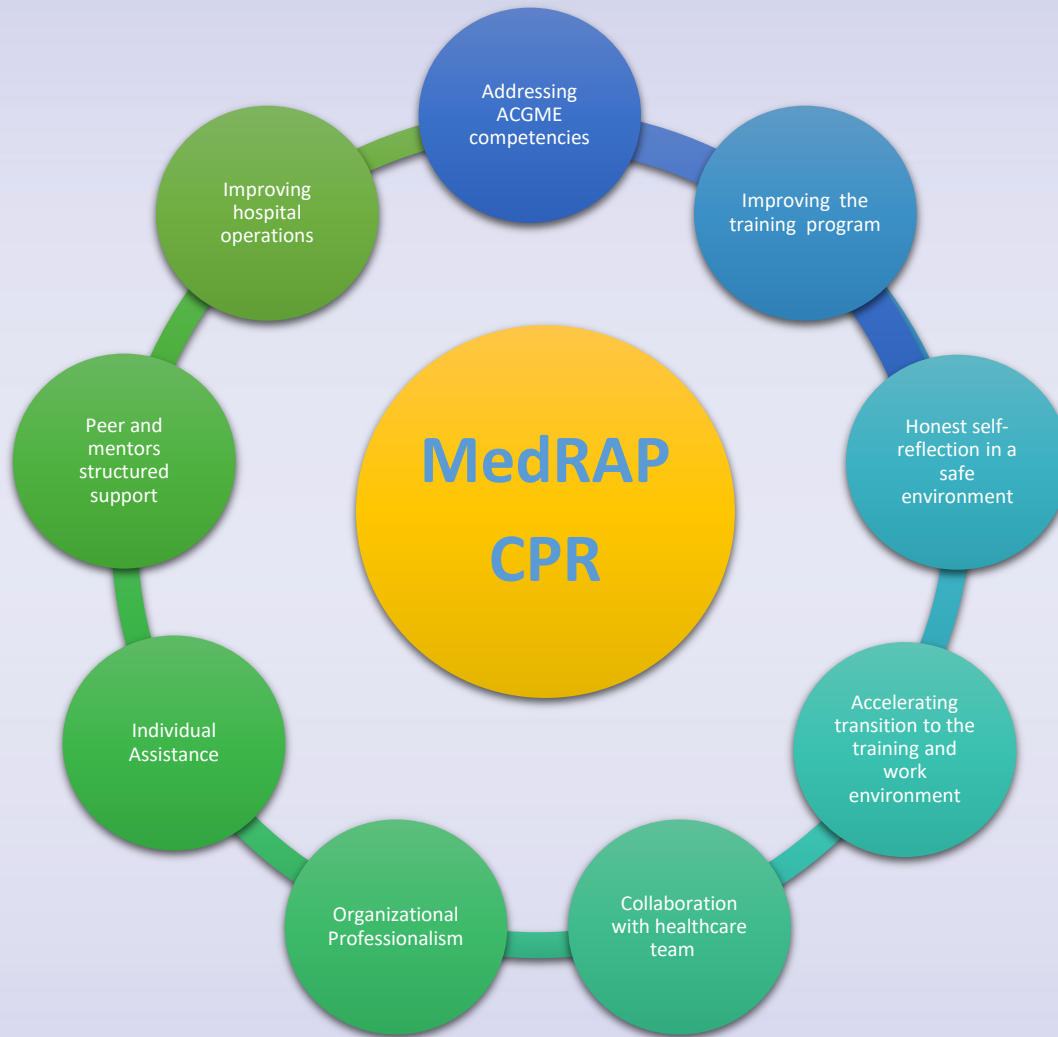 Addressing
ACGME
competencies
Improving the
training program
Honest self-
reflection in a
safe
environment
Accelerating
transition to the
training and
work
environment
Collaboration
with healthcare
team
Organizational
Professionalism
Individual
Assistance
Peer and
mentors
structured
support
Improving
hospital
operations
MedRAP
CPR